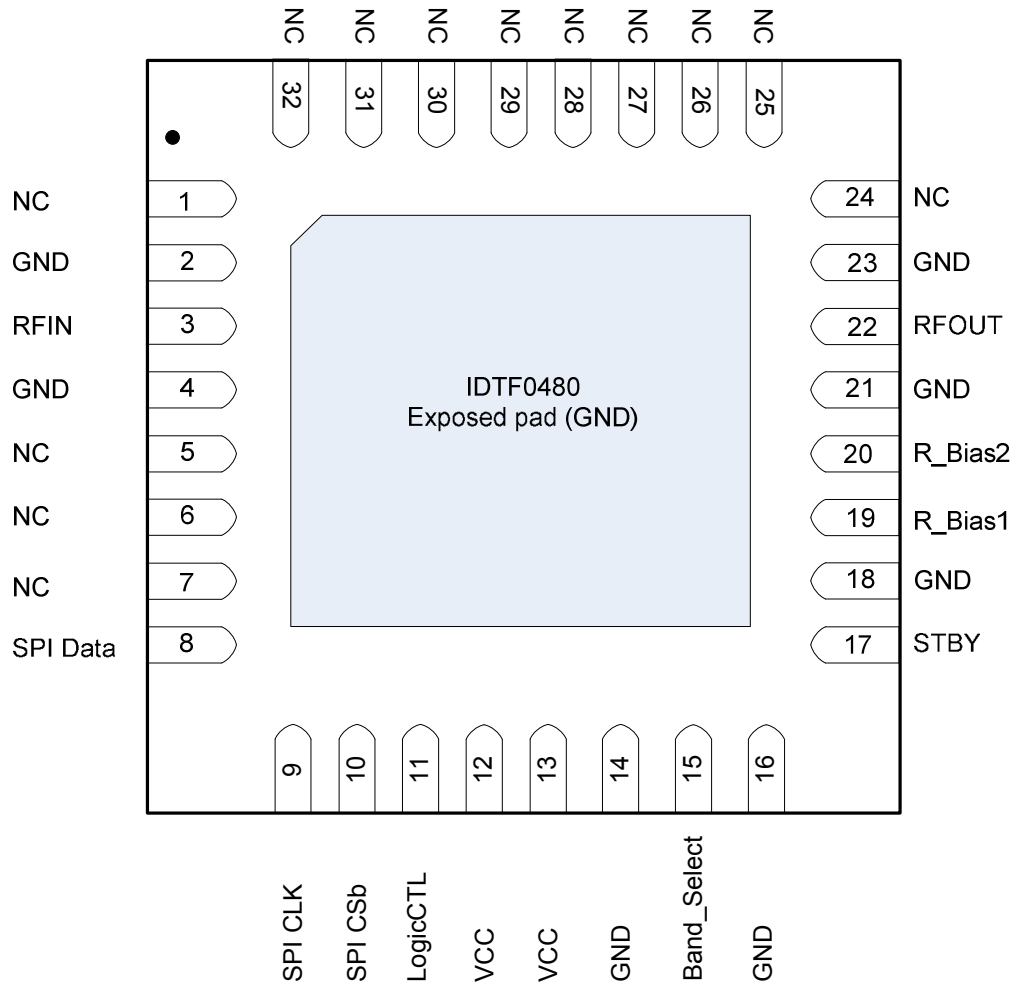 NC
NC
NC
NC
NC
NC
NC
NC
32
31
30
29
28
27
26
25
NC 1
GND 2
RFIN 3
GND 4
NC 5
NC 6
NC 7
SPI Data 8
IDTF0480
Exposed pad (GND)
24 NC
23 GND
22 RFOUT
21 GND
20 R_Bias2
19 R_Bias1
18 GND
17 STBY
9
10
11
12
13
14
15
16
SPI CLK
SPI CSb
LogicCTL
VCC
VCC
GND
Band_Select
GND